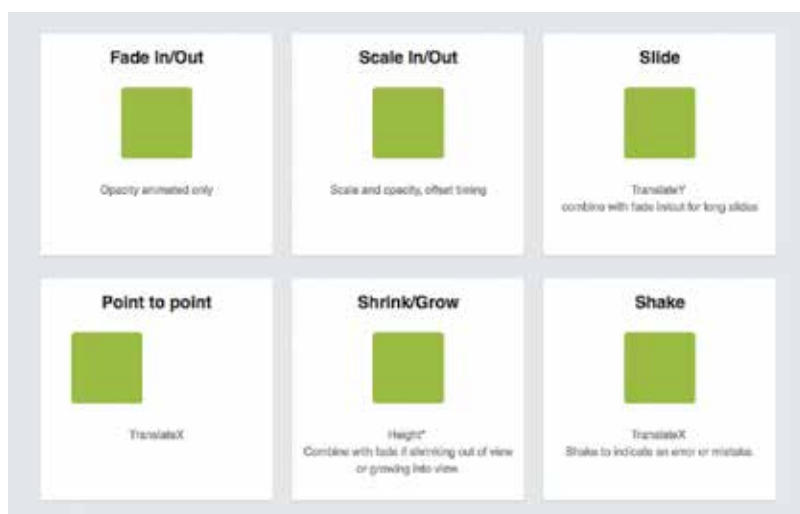 Fade In/Out
Opacity animated only
Scale In/Out
Scale and opacity, offset timing
Slide
TranslateY
combine with fade in/out for long slides
Point to point
TranslateX
Shrink/Grow
Height*
Combine with fade if shrinking out of view
or growing into view
Shake
TranslateX
Shake to indicate an error or mistake.